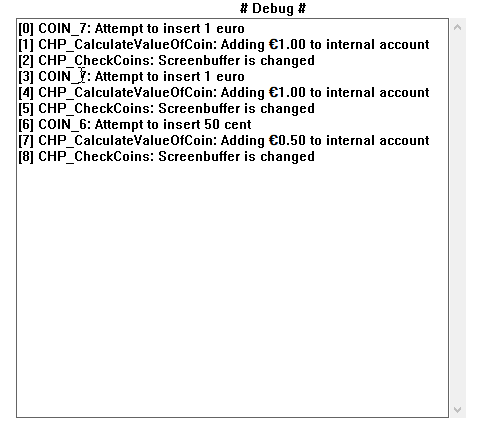 # Debug #
[0] COIN_7: Attempt to insert 1 euro
[1] CHP_CalculateValueOfCoin: Adding €1.00 to internal account
[2] CHP_CheckCoins: Screenbuffer is changed
[3] COIN_7: Attempt to insert 1 euro
[4] CHP_CalculateValueOfCoin: Adding €1.00 to internal account
[5] CHP_CheckCoins: Screenbuffer is changed
[6] COIN_6: Attempt to insert 50 cent
[7] CHP_CalculateValueOfCoin: Adding €0.50 to internal account
[8] CHP_CheckCoins: Screenbuffer is changed